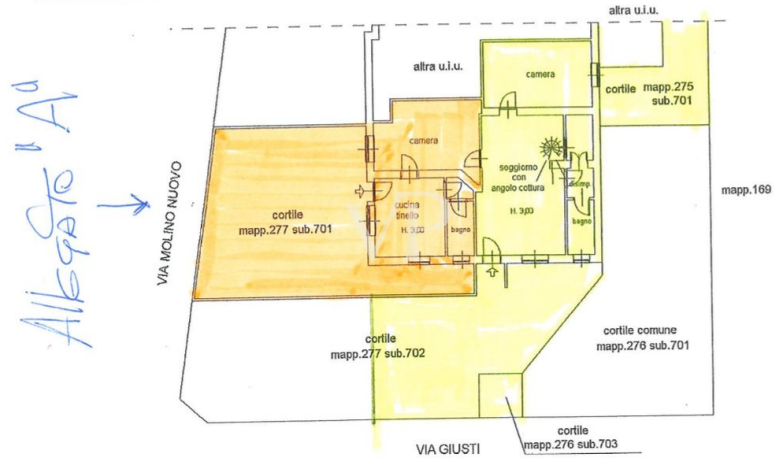 altra u.i.u.
altra u.i.u.
camera
cortile mapp.275
sub.701
Allegato "A"
camera
soggiorno
con
angolo cottura
H. 3,00
disimp.
bagno
mapp.169
VIA MOLINO NUOVO
cortile
mapp.277 sub.701
cucina
tinello
H. 3,00
bagno
cortile
mapp.277 sub.702
cortile comune
mapp.276 sub.701
cortile
mapp.276 sub.703
VIA GIUSTI